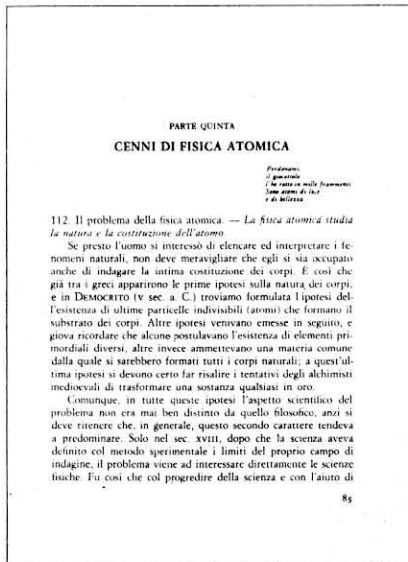 PARTE QUINTA
CENNI DI FISICA ATOMICA
Perdonami,
il giocattolo
l'ho rotto in mille frammenti
Sono atomi di luce
e di bellezza
112. Il problema della fisica atomica. — La fisica atomica studia
la natura e la costituzione dell'atomo.
Se presto l'uomo si interessò di elencare ed interpretare i fe-
nomeni naturali, non deve meravigliare che egli si sia occupato
anche di indagare la intima costituzione dei corpi. È così che
già tra i greci apparirono le prime ipotesi sulla natura dei corpi,
e in DEMOCRITO (V sec. a. C.) troviamo formulata l'ipotesi del-
l'esistenza di ultime particelle indivisibili (atomi) che formano il
substrato dei corpi. Altre ipotesi venivano emesse in seguito, e
giova ricordare che alcune postulavano l'esistenza di elementi pri-
mordiali diversi, altre invece ammettevano una materia comune
dalla quale si sarebbero formati tutti i corpi naturali; a quest'ul-
tima ipotesi si devono certo far risalire i tentativi degli alchimisti
medioevali di trasformare una sostanza qualsiasi in oro.
Comunque, in tutte queste ipotesi l'aspetto scientifico del
problema non era mai ben distinto da quello filosofico, anzi si
deve ritenere che, in generale, questo secondo carattere tendeva
a predominare. Solo nel sec. XVIII, dopo che la scienza aveva
definito col metodo sperimentale i limiti del proprio campo di
indagine, il problema viene ad interessare direttamente le scienze
fisiche. Fu così che col progredire della scienza e con l'aiuto di
85